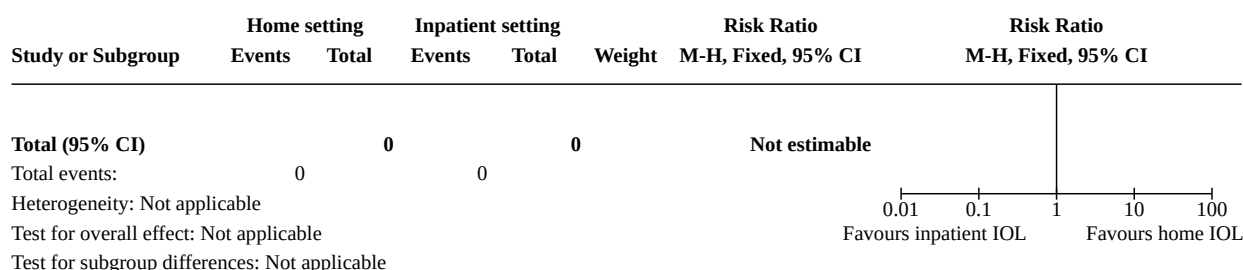 Home setting Inpatient setting Risk Ratio Risk Ratio
Study or Subgroup Events Total Events Total Weight M-H, Fixed, 95% CI M-H, Fixed, 95% CI
Total (95% CI) 0 0 Not estimable
Total events: 0 0
Heterogeneity: Not applicable
0.01 0.1 1 10 100
Test for overall effect: Not applicable Favours inpatient IOL Favours home IOL
Test for subgroup differences: Not applicable